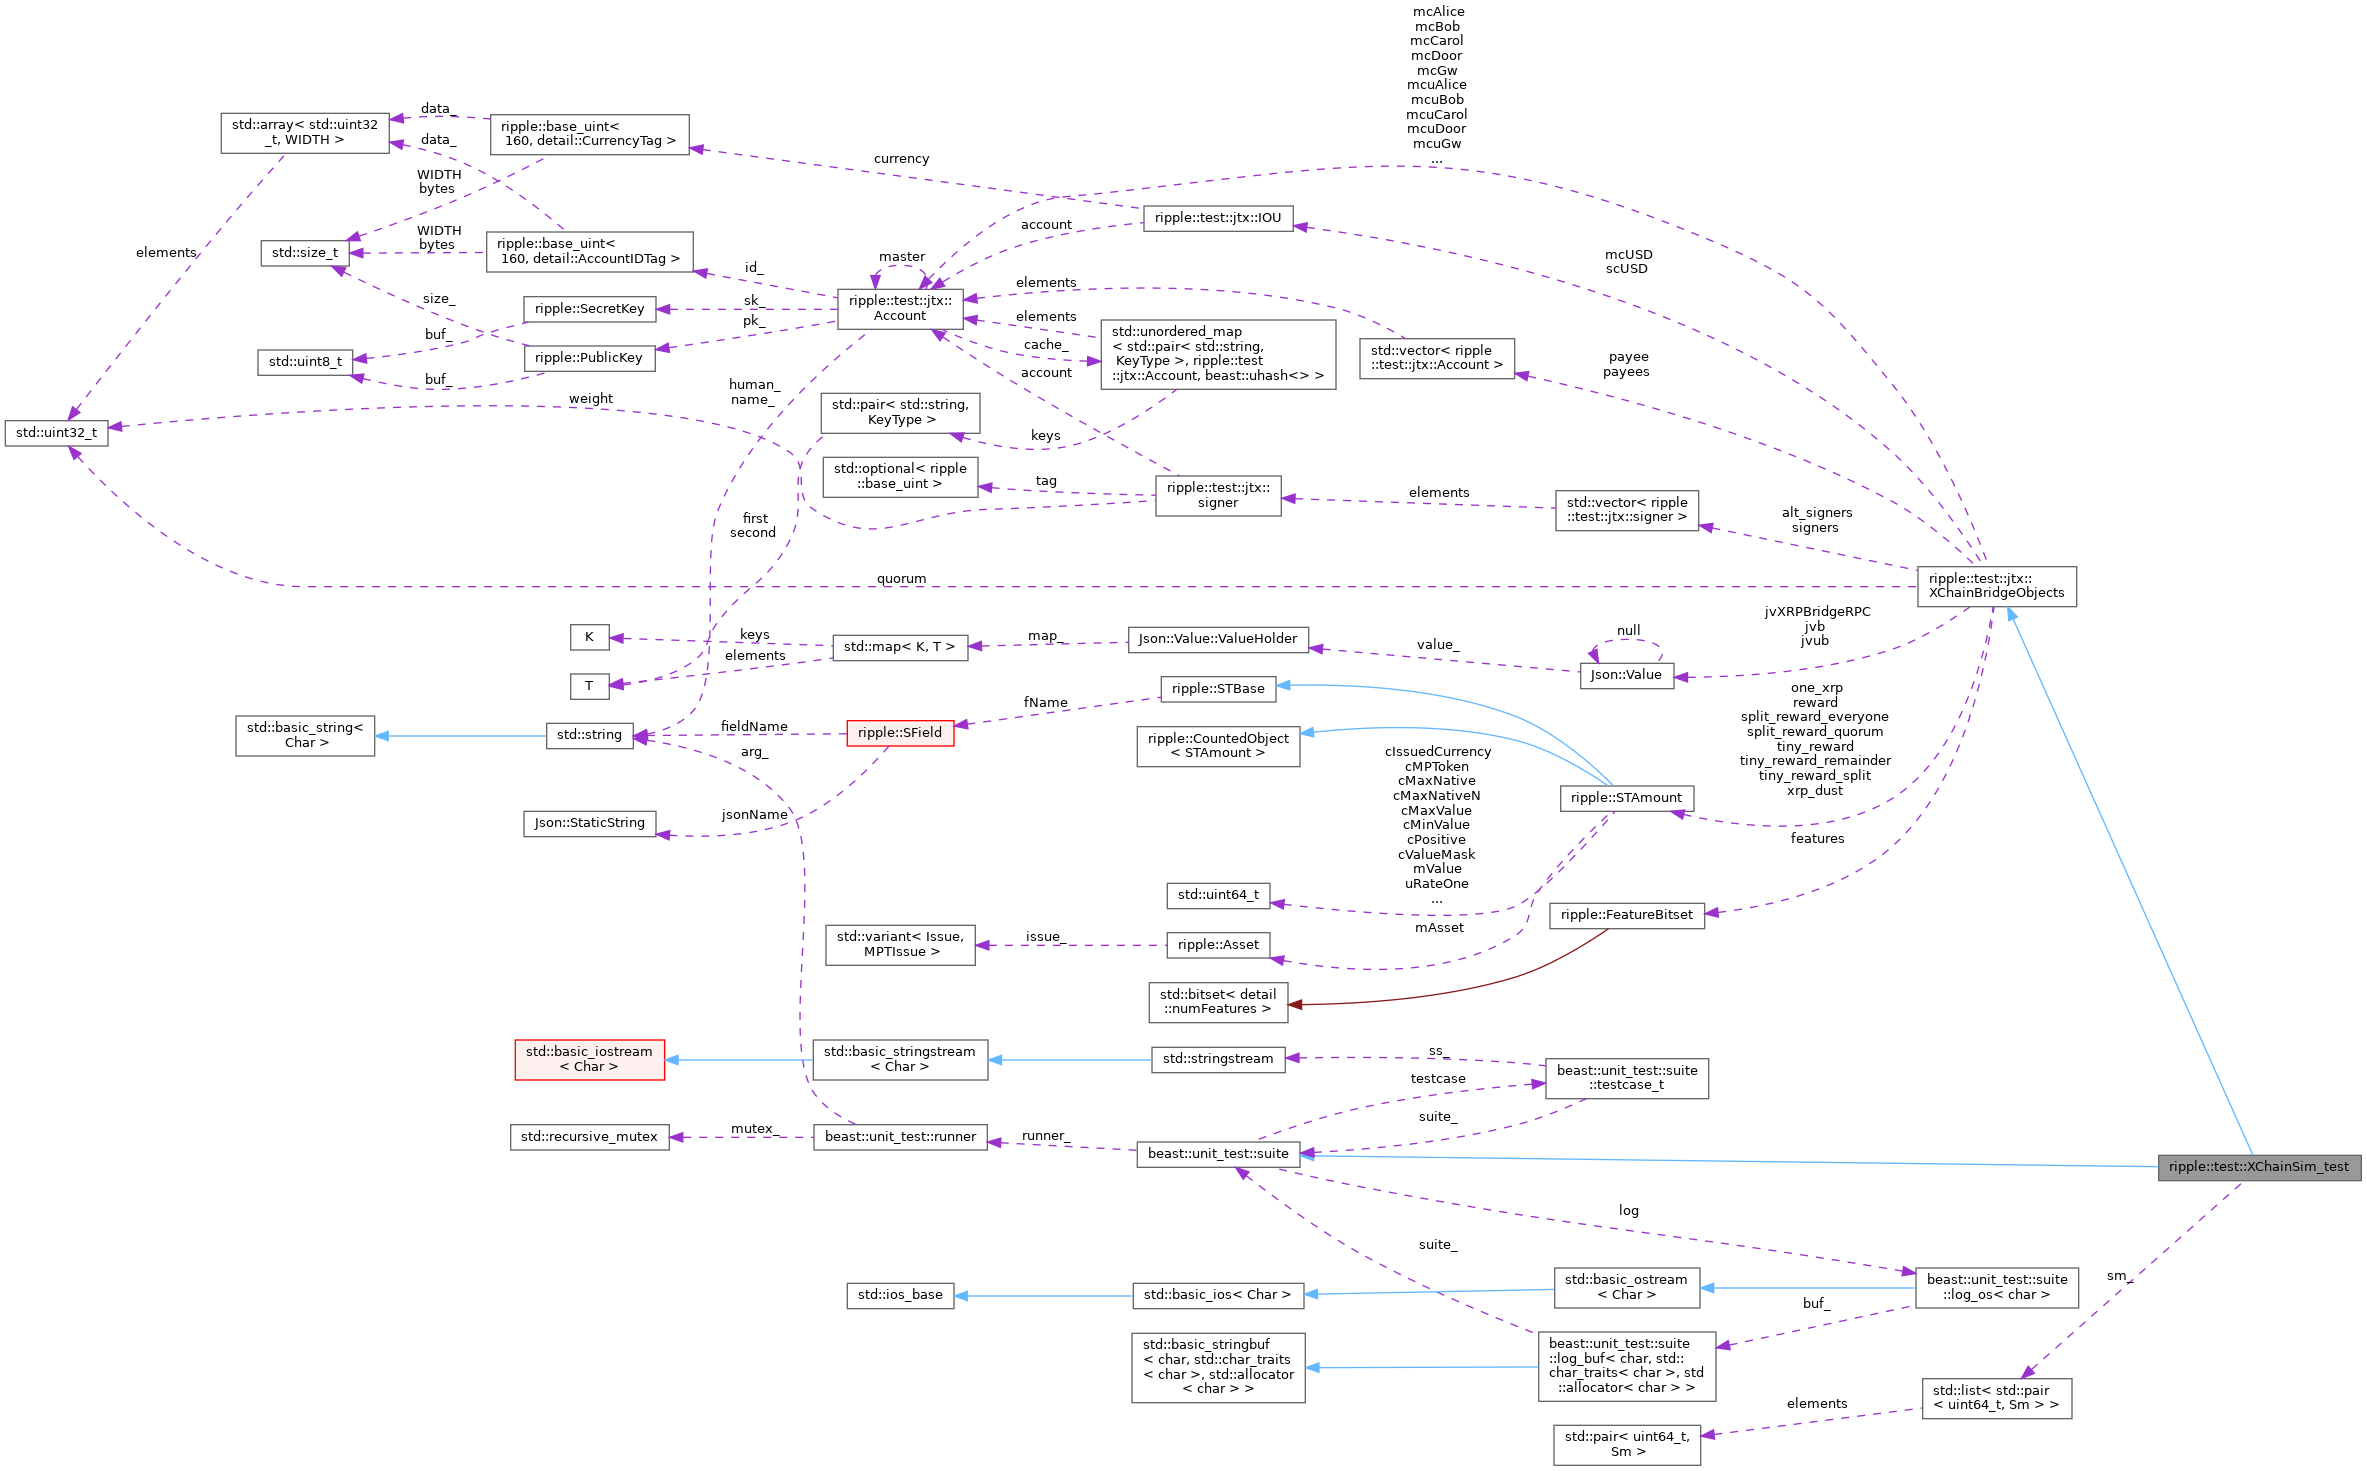 mcAlice
mcBob
mcCarol
mcDoor
mcGw
mcuAlice
mcuBob
mcuCarol
mcuDoor
mcuGw
...
data_
std::array< std::uint32
_t, WIDTH >
ripple::base_uint<
160, detail::CurrencyTag >
data_
currency
WIDTH
bytes
ripple::test::jtx::IOU
account
WIDTH
bytes
elements
std::size_t
ripple::base_uint<
160, detail::AccountIDTag >
master
mcUSD
scUSD
id_
elements
size_
ripple::SecretKey
sk_
ripple::test::jtx::
Account
pk_
elements
std::unordered_map
< std::pair< std::string,
KeyType >, ripple::test
::jtx::Account, beast::uhash<> >
buf_
cache_
std::uint8_t
ripple::PublicKey
std::vector< ripple
::test::jtx::Account >
payee
payees
account
buf_
human_
name_
weight
std::pair< std::string,
KeyType >
std::uint32_t
keys
std::optional< ripple
::base_uint >
tag
ripple::test::jtx::
signer
elements
std::vector< ripple
::test::jtx::signer >
alt_signers
signers
first
second
quorum
ripple::test::jtx::
XChainBridgeObjects
jvXRPBridgeRPC
jvb
jvub
K
keys
std::map< K, T >
map_
Json::Value::ValueHolder
value_
null
elements
T
Json::Value
ripple::STBase
fName
one_xrp
reward
split_reward_everyone
split_reward_quorum
tiny_reward
tiny_reward_remainder
tiny_reward_split
xrp_dust
std::basic_string<
Char >
std::string
fieldName
ripple::SField
ripple::CountedObject
< STAmount >
arg_
cIssuedCurrency
cMPToken
cMaxNative
cMaxNativeN
cMaxValue
cMinValue
cPositive
cValueMask
mValue
uRateOne
...
ripple::STAmount
Json::StaticString
jsonName
features
std::uint64_t
ripple::FeatureBitset
mAsset
std::variant< Issue,
MPTIssue >
issue_
ripple::Asset
std::bitset< detail
::numFeatures >
std::basic_iostream
< Char >
std::basic_stringstream
< Char >
std::stringstream
ss_
beast::unit_test::suite
::testcase_t
testcase
suite_
std::recursive_mutex
mutex_
beast::unit_test::runner
runner_
beast::unit_test::suite
ripple::test::XChainSim_test
log
suite_
sm_
std::ios_base
std::basic_ios< Char >
std::basic_ostream
< Char >
beast::unit_test::suite
::log_os< char >
buf_
std::basic_stringbuf
< char, std::char_traits
< char >, std::allocator
< char > >
beast::unit_test::suite
::log_buf< char, std::
char_traits< char >, std
::allocator< char > >
std::list< std::pair
< uint64_t, Sm > >
elements
std::pair< uint64_t,
Sm >